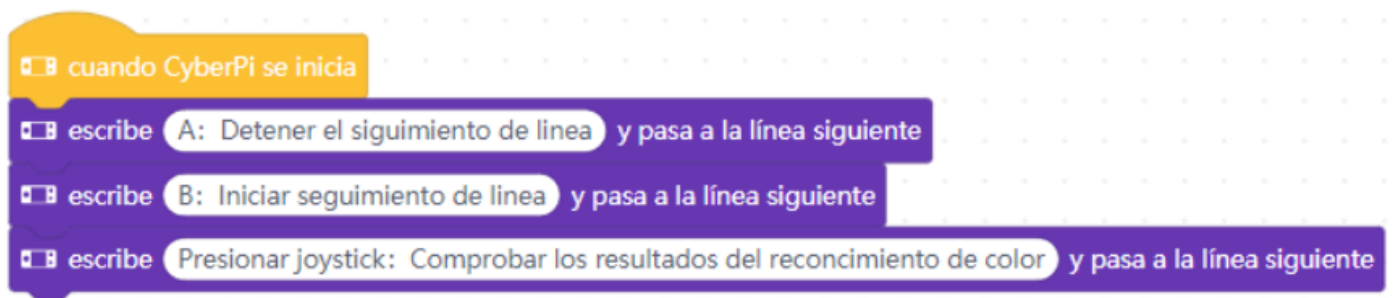 cuando CyberPi se inicia
escribe A: Detener el siguimiento de linea y pasa a la línea siguiente
escribe B: Iniciar seguimiento de linea y pasa a la línea siguiente
escribe Presionar joystick: Comprobar los resultados del reconcimiento de color y pasa a la línea siguiente